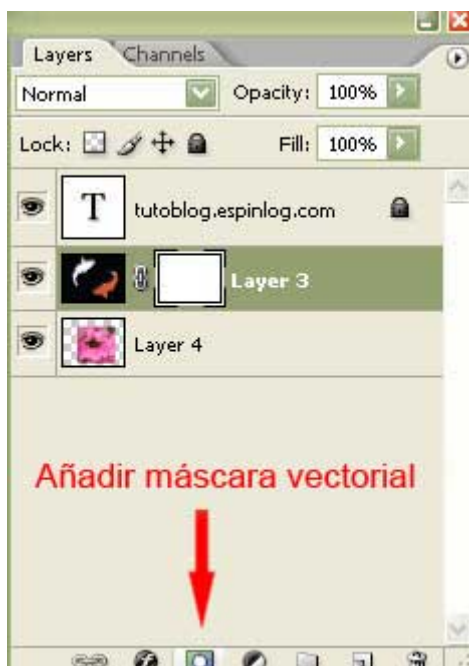 Layers Channels
Normal Opacity: 100%
Lock: Fill: 100%
T tutoblog.espinlog.com
Layer 3
Layer 4
Añadir máscara vectorial